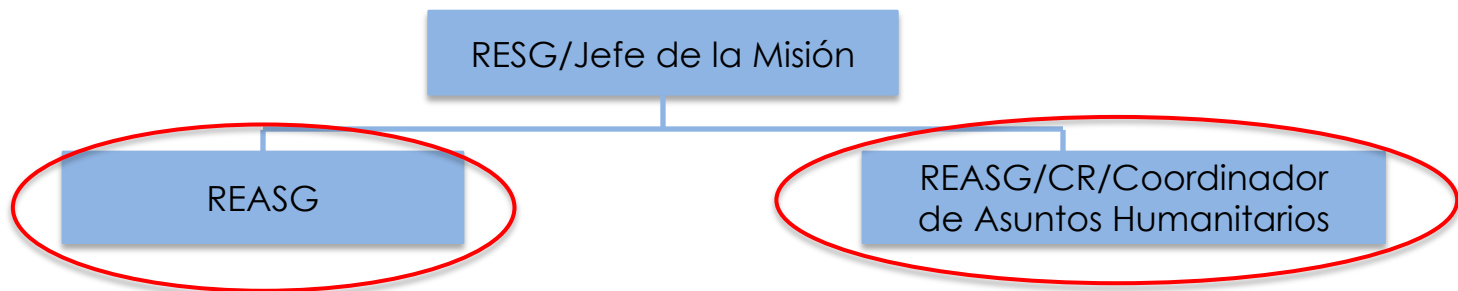 RESG/Jefe de la Misión
REASG
REASG/CR/Coordinador
de Asuntos Humanitarios